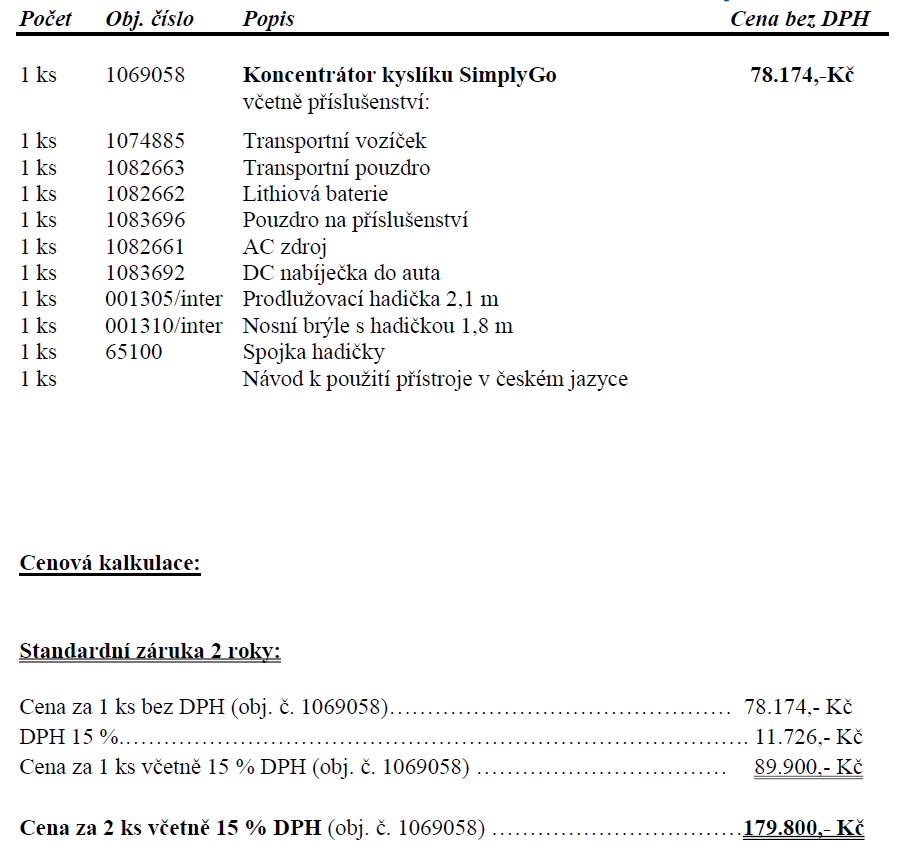 Počet Obj. číslo Popis Cena bez DPH
1 ks 1069058 Koncentrátor kyslíku SimplyGo 78.174,-Kč
včetně příslušenství:
1 ks 1074885 Transportní vozíček
1 ks 1082663 Transportní pouzdro
1 ks 1082662 Lithiová baterie
1 ks 1083696 Pouzdro na příslušenství
1 ks 1082661 AC zdroj
1 ks 1083692 DC nabíječka do auta
1 ks 001305/inter Prodlužovací hadička 2,1 m
1 ks 001310/inter Nosní brýle s hadičkou 1,8 m
1 ks 65100 Spojka hadičky
1 ks Návod k použití přístroje v českém jazyce
Cenová kalkulace:
Standardní záruka 2 roky:
Cena za 1 ks bez DPH (obj. č. 1069058)……………………………………… 78.174,- Kč
DPH 15 %.………………………………………………………………………. 11.726,- Kč
Cena za 1 ks včetně 15 % DPH (obj. č. 1069058) …………………………… 89.900,- Kč
Cena za 2 ks včetně 15 % DPH (obj. č. 1069058) ……………………………179.800,- Kč